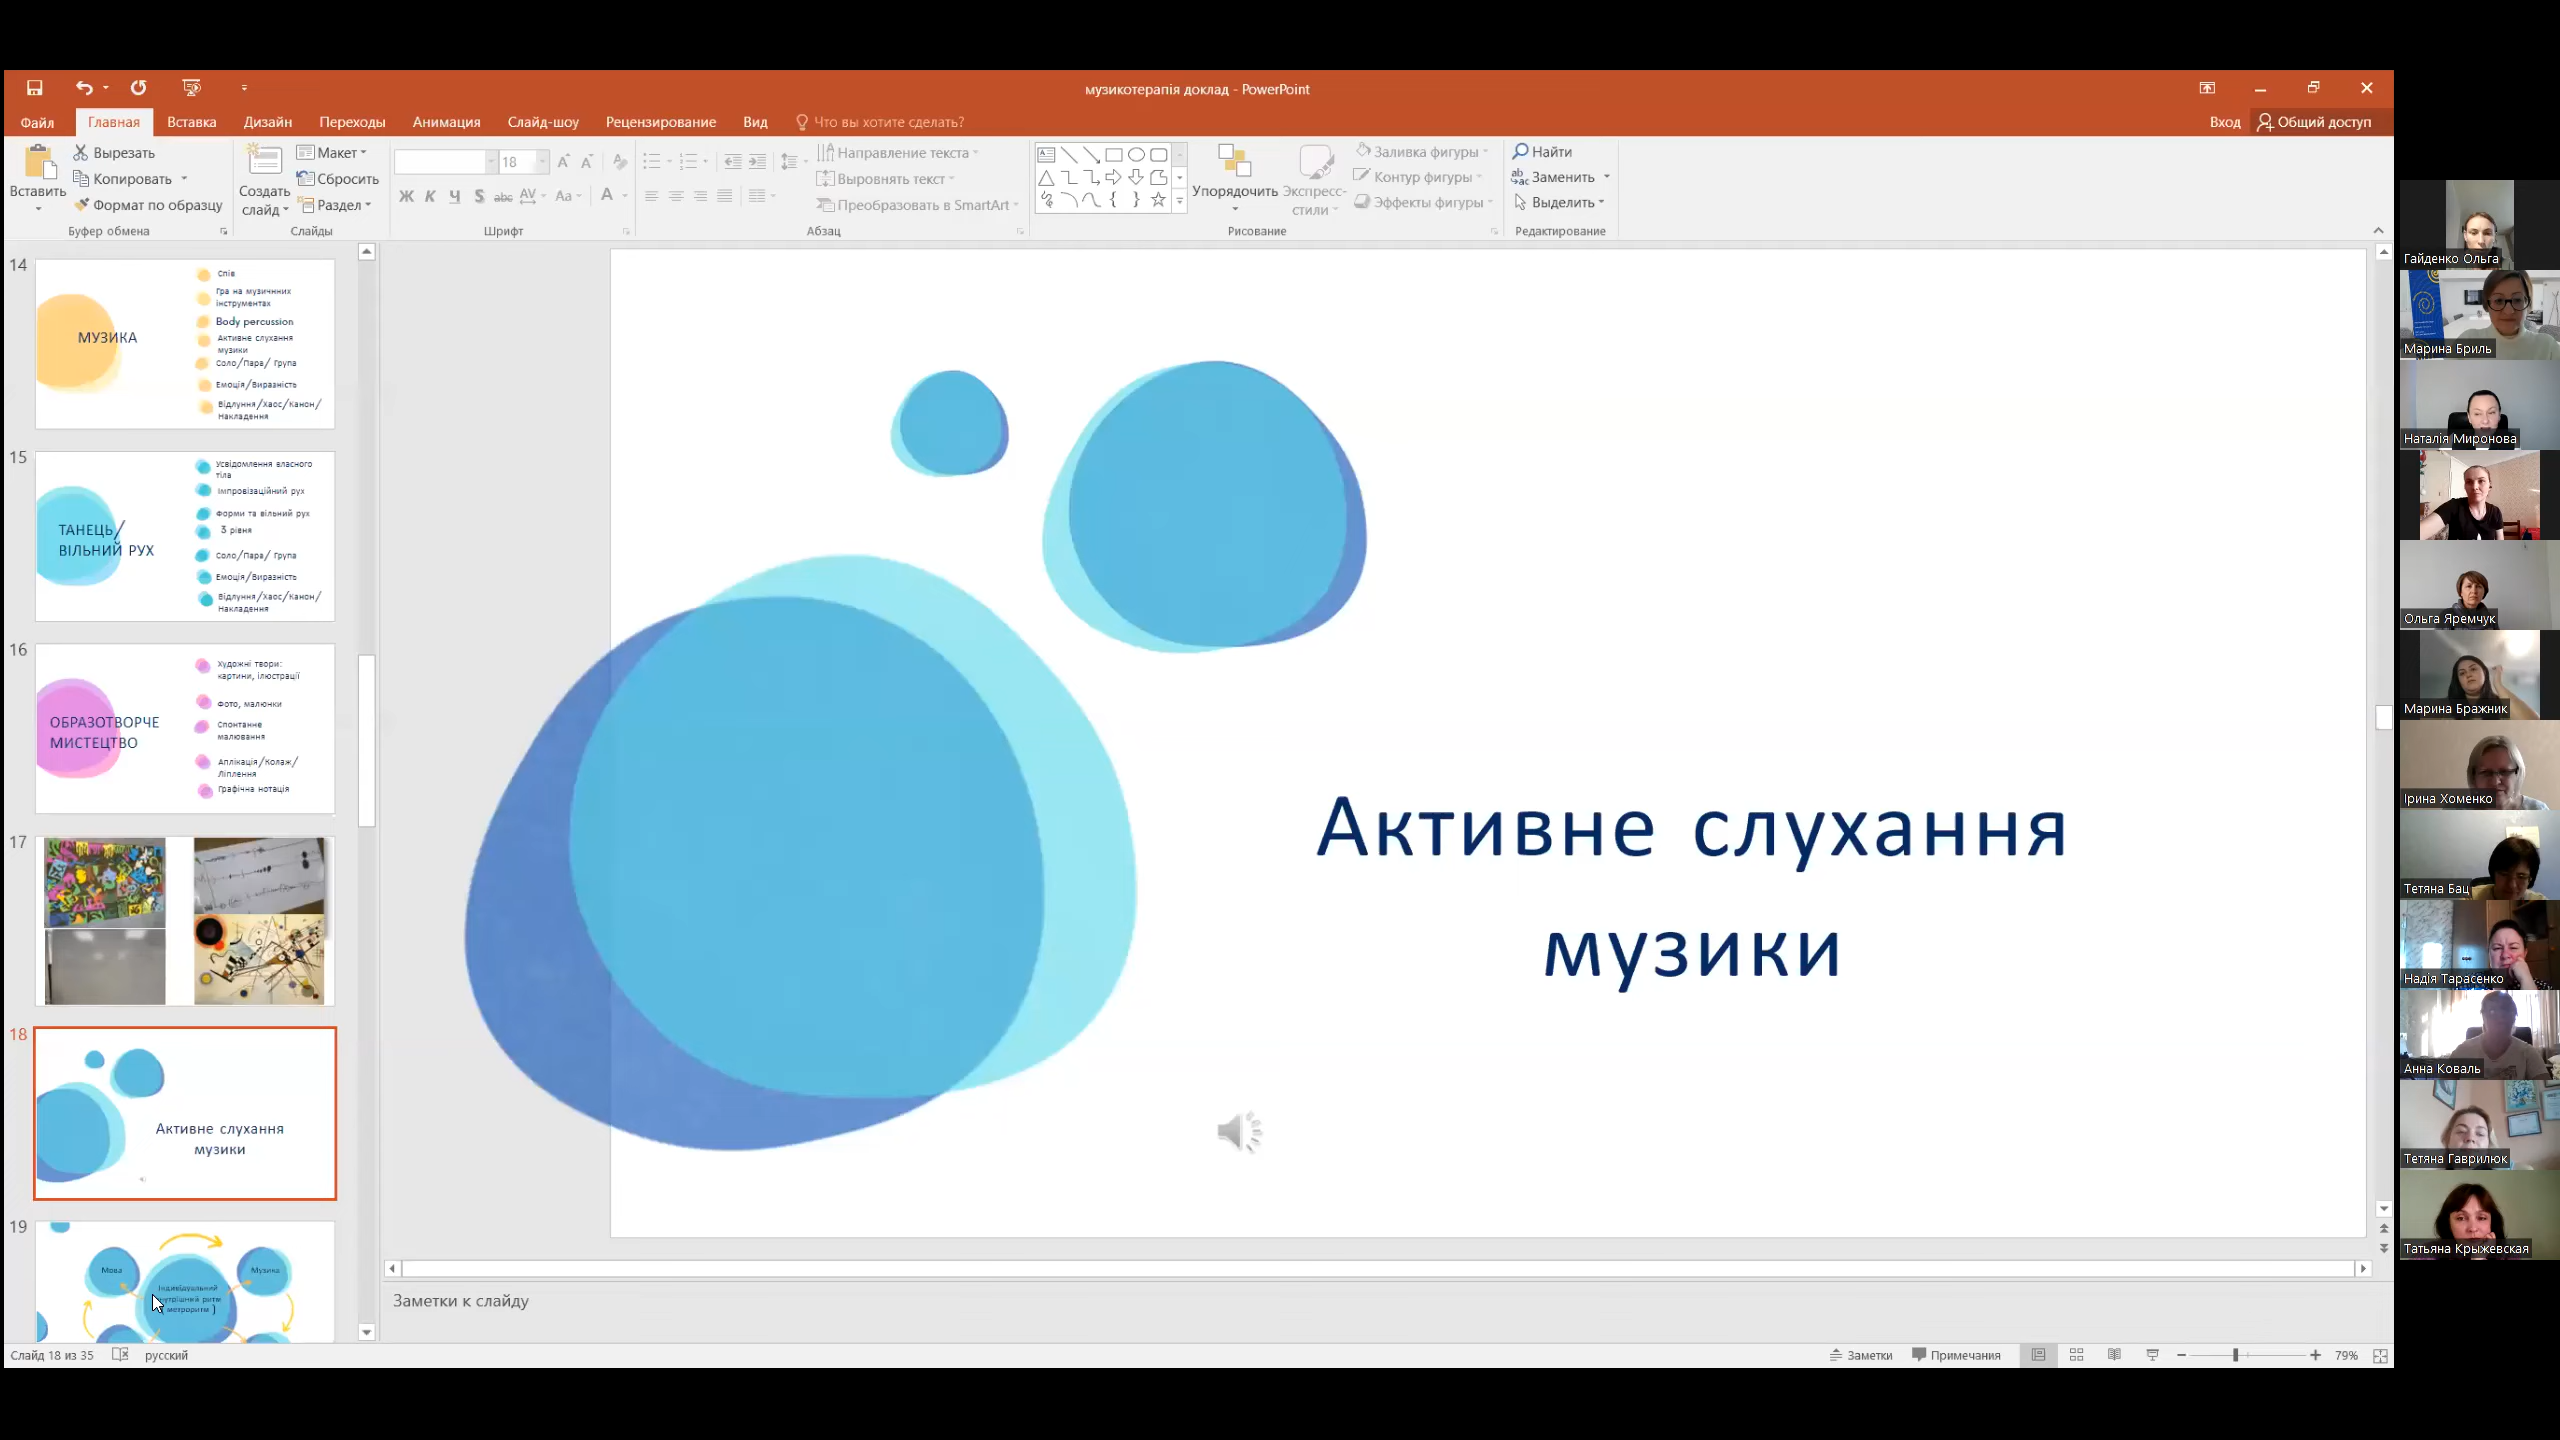 музикотерапія доклад - PowerPoint
Файл
Главная
Вставка
Дизайн
Переходы
Анимация
Слайд-шоу
Рецензирование
Вид
Что вы хотите сделать?
Вход
Общий доступ
Вставить
Вырезать
Копировать
Формат по образцу
Буфер обмена
Создать слайд
Макет
Сбросить
Раздел
Слайды
18
Ж К Ч S abc AV Aa A
Шрифт
Направление текста
Выровнять текст
Преобразовать в SmartArt
Абзац
Упорядочить
Экспресс-стили
Заливка фигуры
Контур фигуры
Эффекты фигуры
Рисование
Найти
Заменить
Выделить
Редактирование
14
МУЗИКА
Спів
Гра на музичнних
інструментах
Body percussion
Активне слухання
музики
Соло/Пара/ Група
Емоція/Виразність
Відлуння/Хаос/Канон/
Накладення
15
ТАНЕЦЬ/
ВІЛЬНИЙ РУХ
Усвідомлення власного
тіла
Імпровізаційний рух
Форми та вільний рух
3 рівня
Соло/Пара/ Група
Емоція/Виразність
Відлуння/Хаос/Канон/
Накладення
16
ОБРАЗОТВОРЧЕ
МИСТЕЦТВО
Художні твори:
картини, ілюстрації
Фото, малюнки
Спонтанне
малювання
Аплікація/Колаж/
Ліплення
Графічна нотація
17
18
Активне слухання
музики
19
Мова
Музика
Індивідуальний
внутрішній ритм
( метроритм )
Активне слухання
музики
Заметки к слайду
Слайд 18 из 35
русский
Заметки
Примечания
79%
Гайденко Ольга
Марина Бриль
Наталія Миронова
Ольга Яремчук
Марина Бражник
Ірина Хоменко
Тетяна Бац
Надія Тарасенко
Анна Коваль
Тетяна Гаврилюк
Татьяна Крыжевская